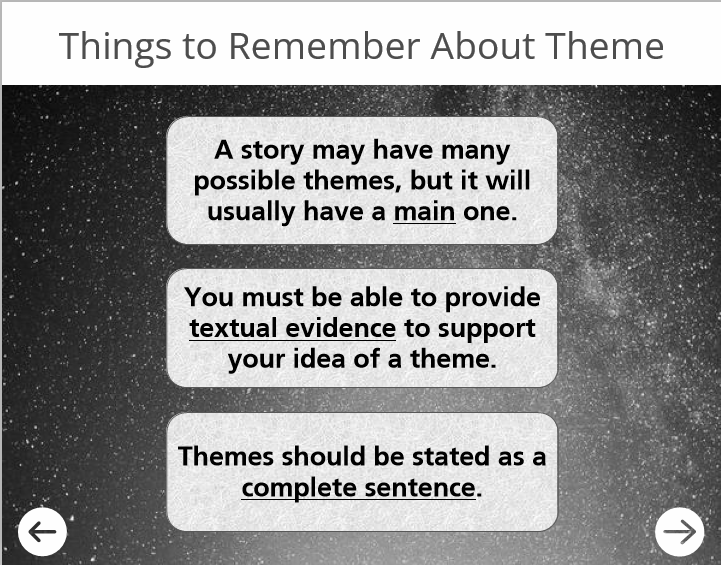 Things to Remember About Theme
A story may have many
possible themes, but it will
usually have a main one.
You must be able to provide
textual evidence to support
your idea of a theme.
Themes should be stated as a
complete sentence.